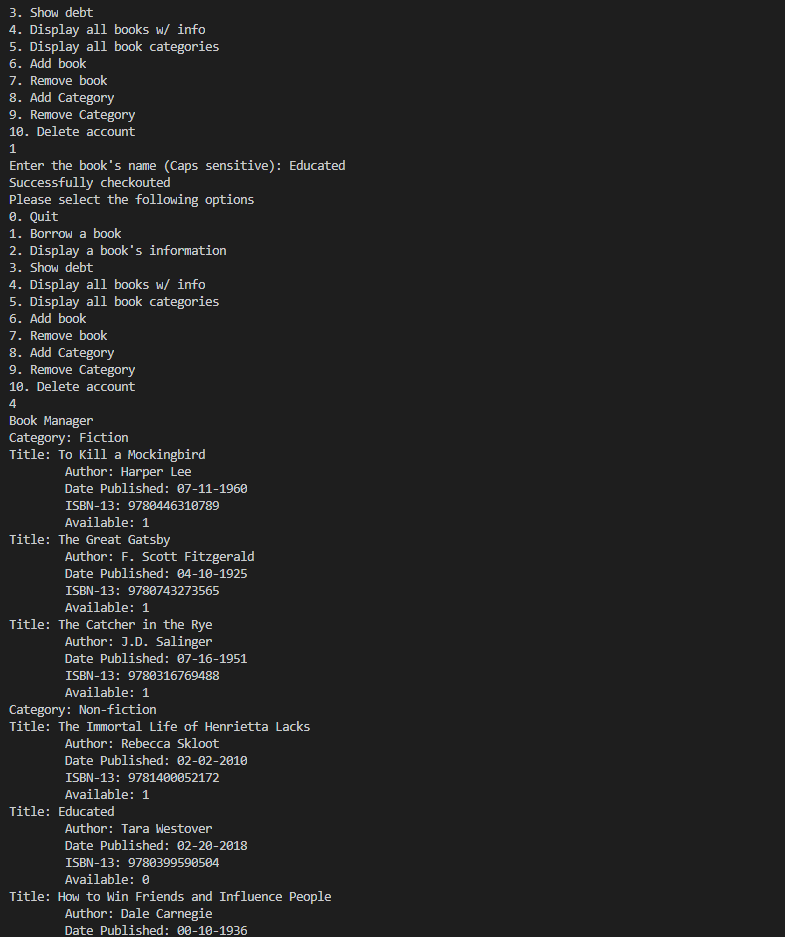 3. Show debt
4. Display all books w/ info
5. Display all book categories
6. Add book
7. Remove book
8. Add Category
9. Remove Category
10. Delete account
1
Enter the book's name (Caps sensitive): Educated
Successfully checkouted
Please select the following options
0. Quit
1. Borrow a book
2. Display a book's information
3. Show debt
4. Display all books w/ info
5. Display all book categories
6. Add book
7. Remove book
8. Add Category
9. Remove Category
10. Delete account
4
Book Manager
Category: Fiction
Title: To Kill a Mockingbird
Author: Harper Lee
Date Published: 07-11-1960
ISBN-13: 9780446310789
Available: 1
Title: The Great Gatsby
Author: F. Scott Fitzgerald
Date Published: 04-10-1925
ISBN-13: 9780743273565
Available: 1
Title: The Catcher in the Rye
Author: J.D. Salinger
Date Published: 07-16-1951
ISBN-13: 9780316769488
Available: 1
Category: Non-fiction
Title: The Immortal Life of Henrietta Lacks
Author: Rebecca Skloot
Date Published: 02-02-2010
ISBN-13: 9781400052172
Available: 1
Title: Educated
Author: Tara Westover
Date Published: 02-20-2018
ISBN-13: 9780399590504
Available: 0
Title: How to Win Friends and Influence People
Author: Dale Carnegie
Date Published: 00-10-1936